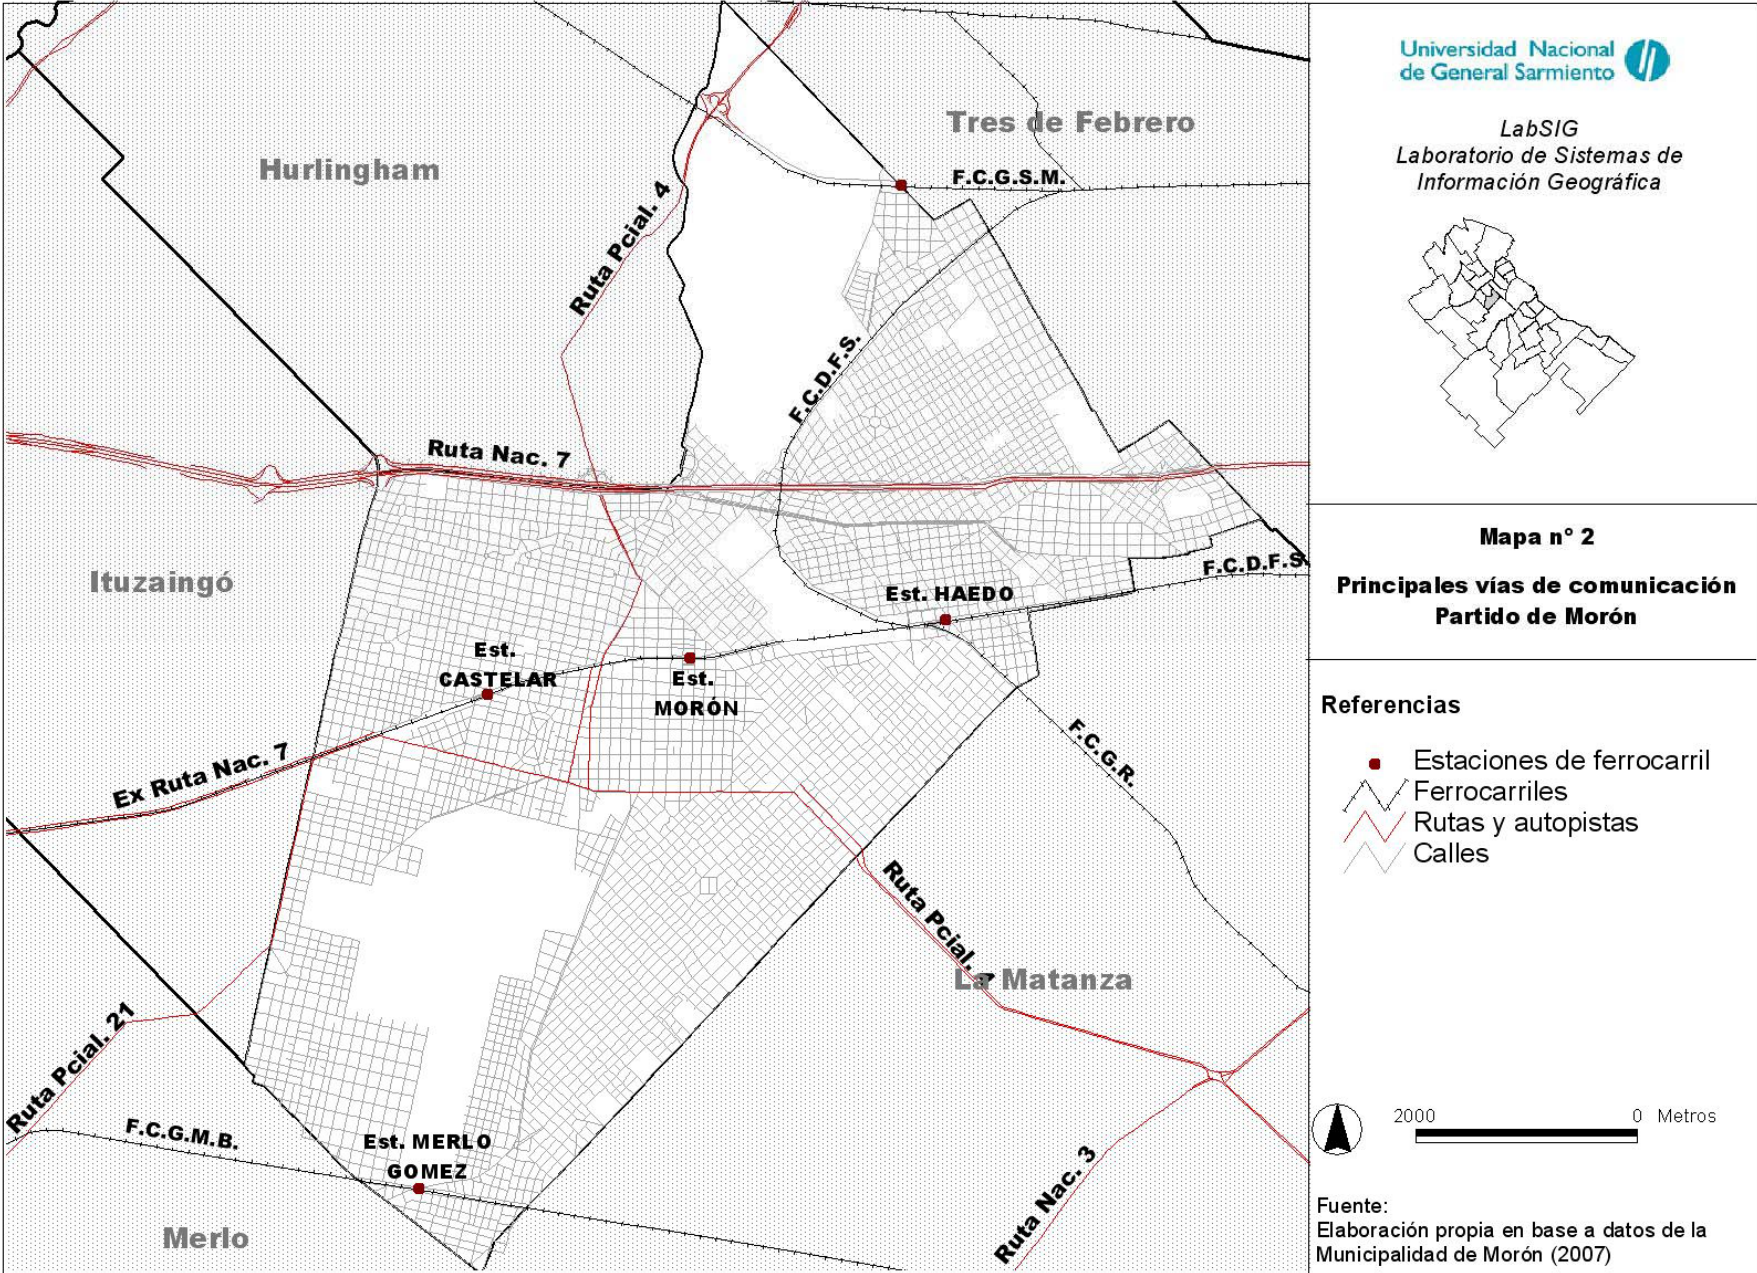 Hurlingham
Tres de Febrero
F.C.G.S.M.
Ruta Pcial. 4
F.C.D.F.S.
Ruta Nac. 7
Ituzaingó
Est. HAEDO
F.C.D.F.S.
Est.
CASTELAR
Est.
MORÓN
Ex Ruta Nac. 7
F.C.G.R.
Ruta Pcial. 7
La Matanza
Ruta Pcial. 21
F.C.G.M.B.
Est. MERLO
GOMEZ
Ruta Nac. 3
Merlo
Universidad Nacional
de General Sarmiento
LabSIG
Laboratorio de Sistemas de
Información Geográfica
Mapa n° 2
Principales vías de comunicación
Partido de Morón
Referencias
Estaciones de ferrocarril
Ferrocarriles
Rutas y autopistas
Calles
2000 0 Metros
Fuente:
Elaboración propia en base a datos de la
Municipalidad de Morón (2007)